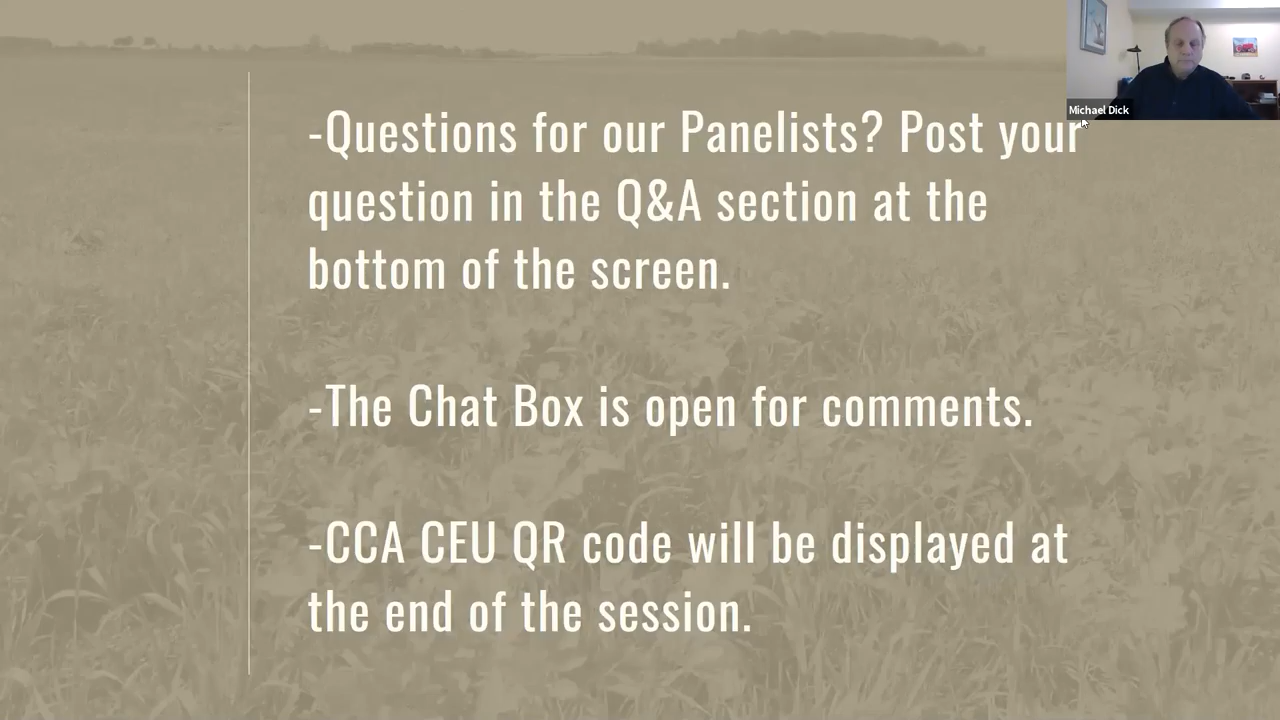 Michael Dick
-Questions for our Panelists? Post your
question in the Q&A section at the
bottom of the screen.
-The Chat Box is open for comments.
-CCA CEU QR code will be displayed at
the end of the session.